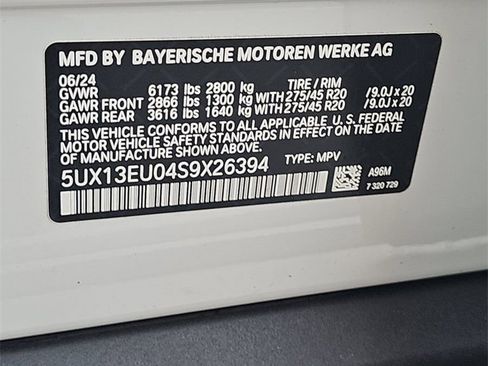 MFD BY BAYERISCHE MOTOREN WERKE AG
06/24 TIRE / RIM
GVWR 6173 lbs 2800 kg
GAWR FRONT 2866 lbs 1300 kg WITH 275/45 R20 /9.0J x 20
GAWR REAR 3616 lbs 1640 kg WITH 275/45 R20 /9.0J x 20
THIS VEHICLE CONFORMS TO ALL APPLICABLE U.S. FEDERAL
MOTOR VEHICLE SAFETY STANDARDS IN EFFECT ON THE
DATE OF MANUFACTURE SHOWN ABOVE.
5UX13EU04S9X26394 TYPE: MPV
A96M
7 320 729